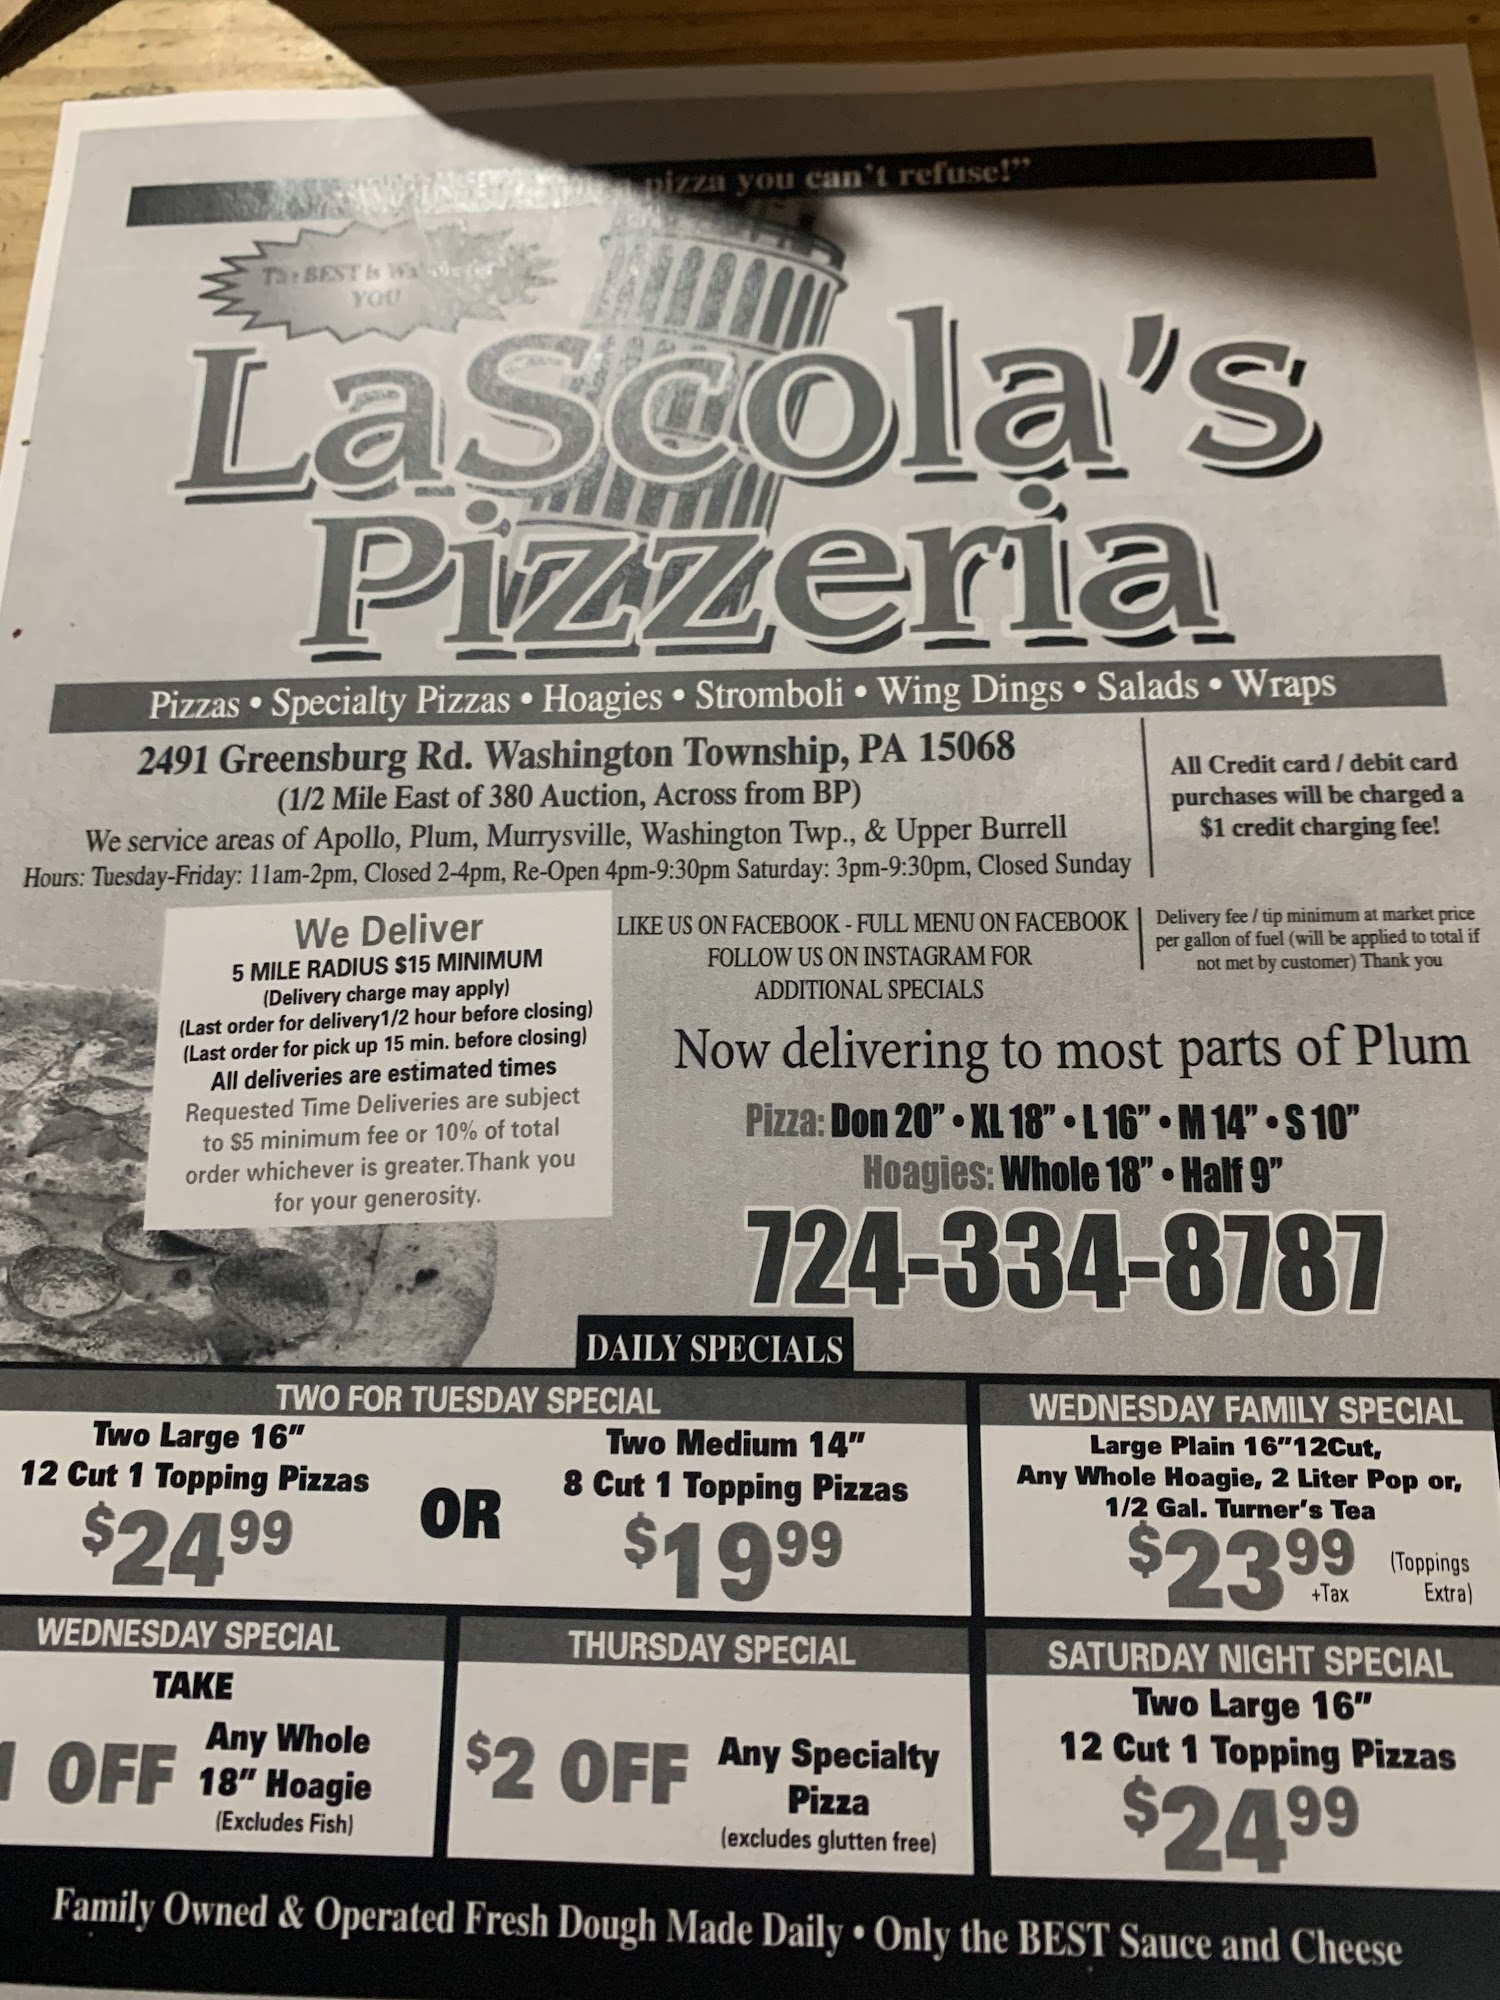 pizza you can't refuse!"
The BEST Is
YOU
LaScola's
Pizzeria
Pizzas • Specialty Pizzas • Hoagies • Stromboli • Wing Dings • Salads • Wraps
2491 Greensburg Rd. Washington Township, PA 15068
(1/2 Mile East of 380 Auction, Across from BP)
We service areas of Apollo, Plum, Murrysville, Washington Twp., & Upper Burrell
Hours: Tuesday-Friday: 11am-2pm, Closed 2-4pm, Re-Open 4pm-9:30pm Saturday: 3pm-9:30pm, Closed Sunday
All Credit card / debit card
purchases will be charged a
$1 credit charging fee!
We Deliver
5 MILE RADIUS $15 MINIMUM
(Delivery charge may apply)
(Last order for delivery1/2 hour before closing)
(Last order for pick up 15 min. before closing)
All deliveries are estimated times
Requested Time Deliveries are subject
to $5 minimum fee or 10% of total
order whichever is greater.Thank you
for your generosity.
LIKE US ON FACEBOOK - FULL MENU ON FACEBOOK
FOLLOW US ON INSTAGRAM FOR
ADDITIONAL SPECIALS
Delivery fee / tip minimum at market price
per gallon of fuel (will be applied to total if
not met by customer) Thank you
Now delivering to most parts of Plum
Pizza: Don 20" • XL 18" • L 16" • M 14" • S 10"
Hoagies: Whole 18" • Half 9"
724-334-8787
DAILY SPECIALS
TWO FOR TUESDAY SPECIAL
Two Large 16"
12 Cut 1 Topping Pizzas
$24 99
OR
Two Medium 14"
8 Cut 1 Topping Pizzas
$19 99
WEDNESDAY FAMILY SPECIAL
Large Plain 16"12Cut,
Any Whole Hoagie, 2 Liter Pop or,
1/2 Gal. Turner's Tea
$23 99
+Tax
(Toppings
Extra)
WEDNESDAY SPECIAL
TAKE
1 OFF
Any Whole
18" Hoagie
(Excludes Fish)
THURSDAY SPECIAL
$2 OFF
Any Specialty
Pizza
(excludes glutten free)
SATURDAY NIGHT SPECIAL
Two Large 16"
12 Cut 1 Topping Pizzas
$24 99
Family Owned & Operated Fresh Dough Made Daily • Only the BEST Sauce and Cheese